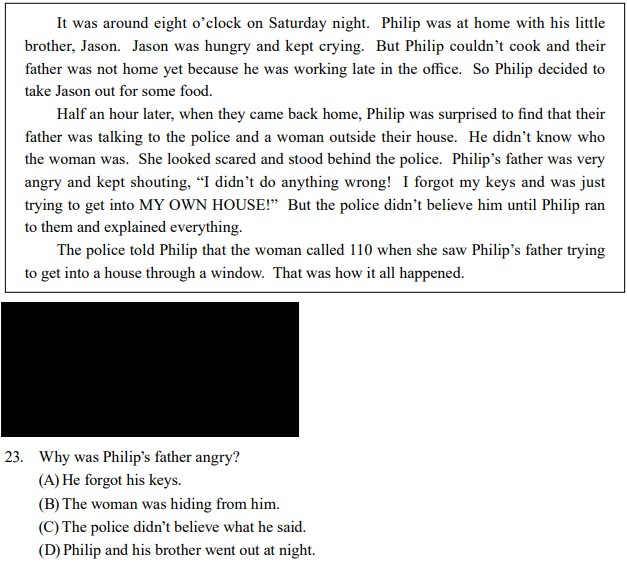 It was around eight o’clock on Saturday night. Philip was at home with his little
brother, Jason. Jason was hungry and kept crying. But Philip couldn’t cook and their
father was not home yet because he was working late in the office. So Philip decided to
take Jason out for some food.
Half an hour later, when they came back home, Philip was surprised to find that their
father was talking to the police and a woman outside their house. He didn’t know who
the woman was. She looked scared and stood behind the police. Philip’s father was very
angry and kept shouting, “I didn’t do anything wrong! I forgot my keys and was just
trying to get into MY OWN HOUSE!” But the police didn’t believe him until Philip ran
to them and explained everything.
The police told Philip that the woman called 110 when she saw Philip’s father trying
to get into a house through a window. That was how it all happened.
23. Why was Philip’s father angry?
(A) He forgot his keys.
(B) The woman was hiding from him.
(C) The police didn’t believe what he said.
(D) Philip and his brother went out at night.